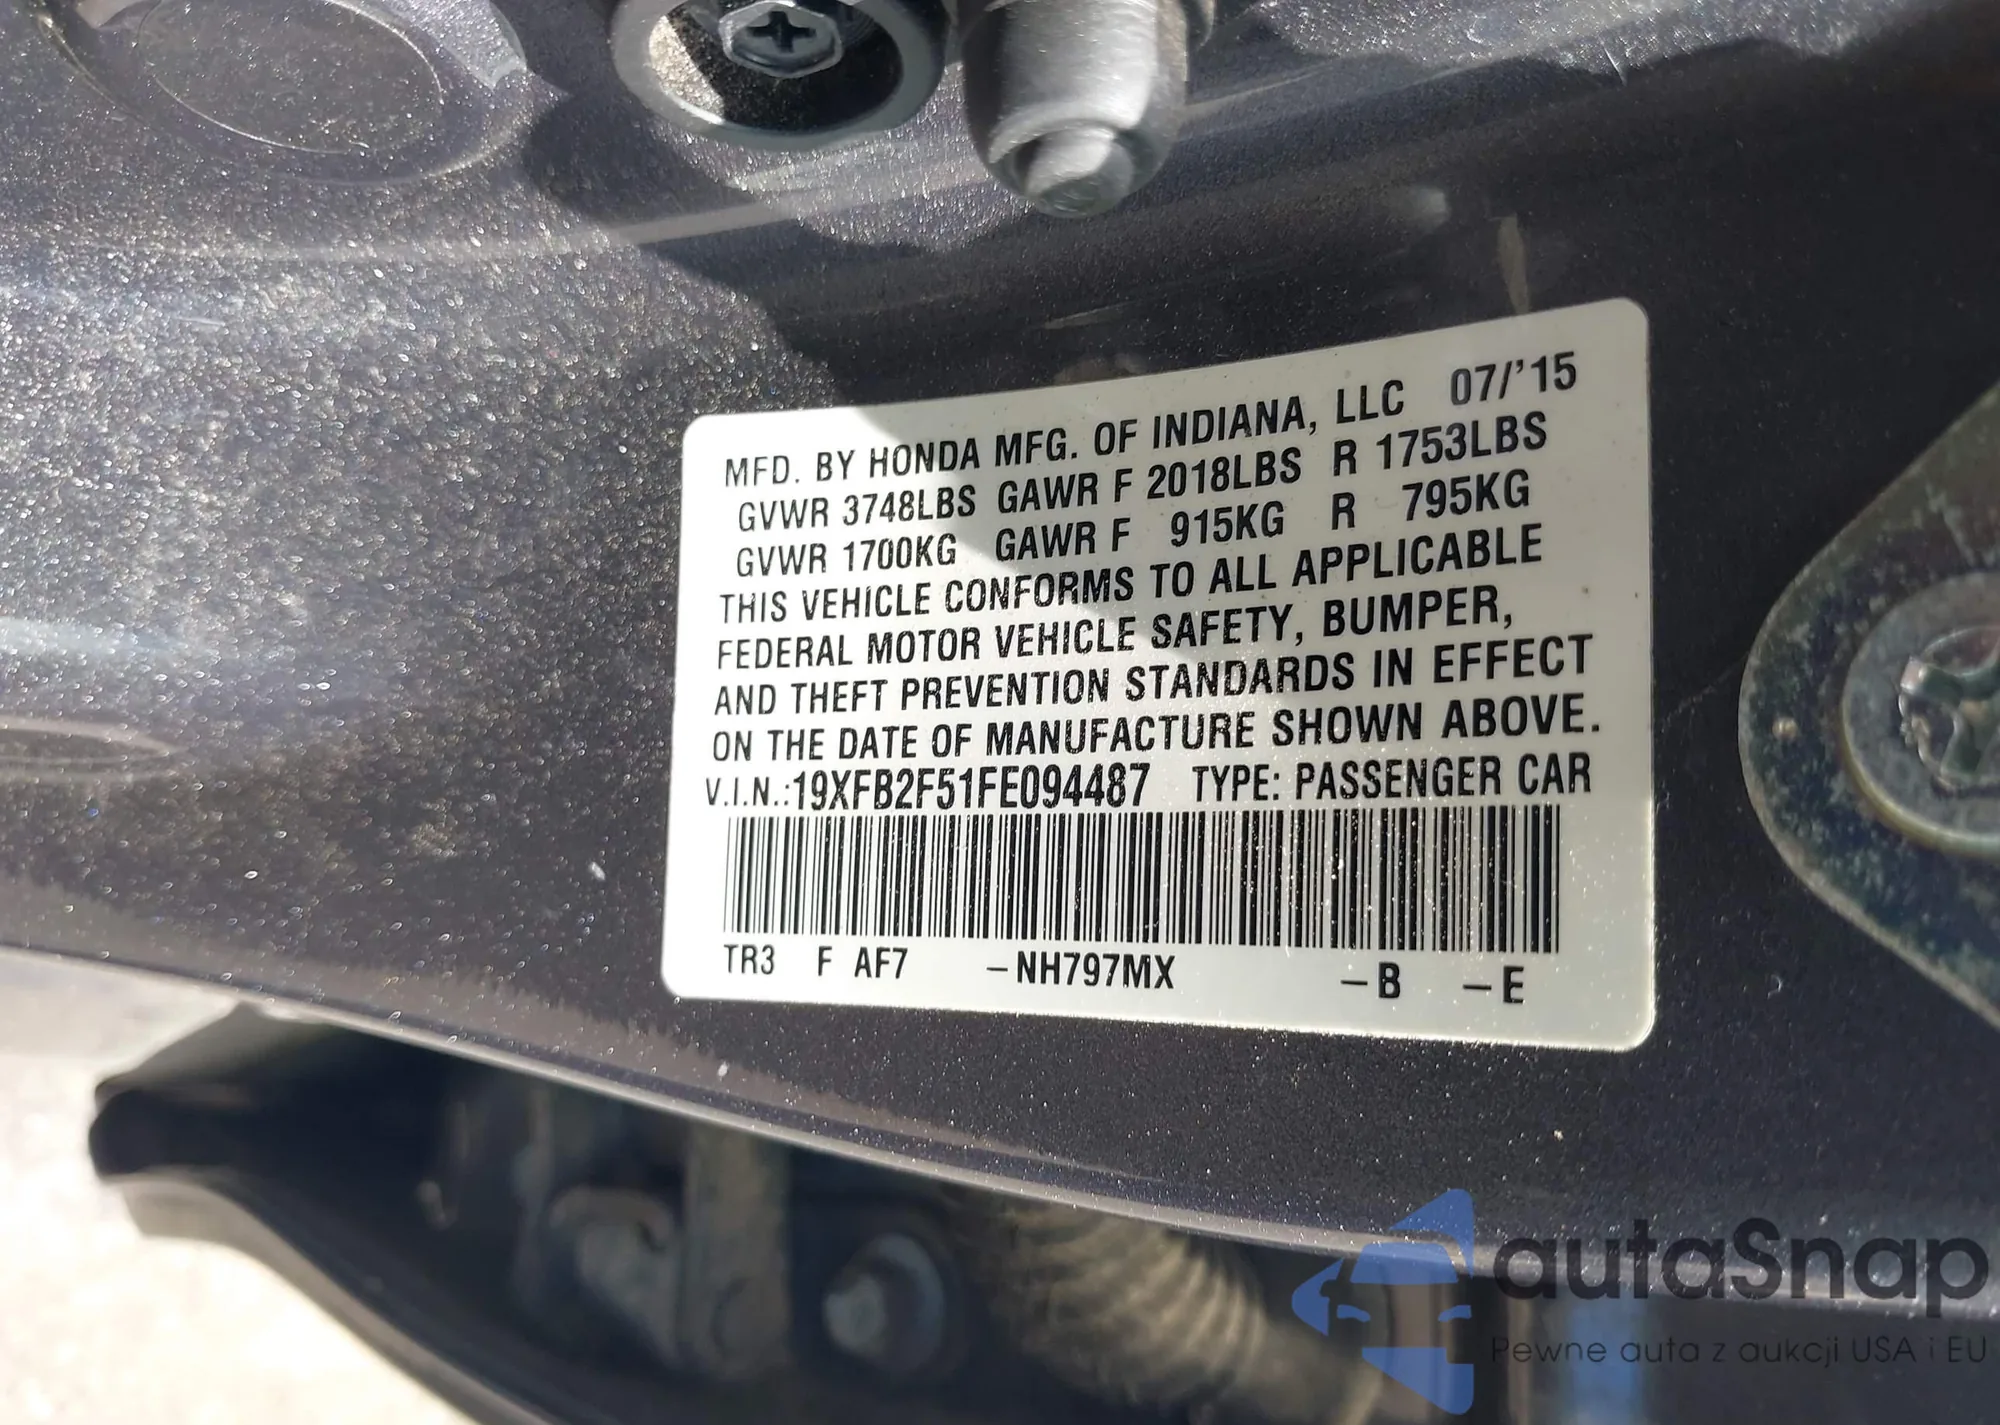 MFD. BY HONDA MFG. OF INDIANA, LLC 07/'15
GVWR 3748LBS GAWR F 2018LBS R 1753LBS
GVWR 1700KG GAWR F 915KG R 795KG
THIS VEHICLE CONFORMS TO ALL APPLICABLE
FEDERAL MOTOR VEHICLE SAFETY, BUMPER,
AND THEFT PREVENTION STANDARDS IN EFFECT
ON THE DATE OF MANUFACTURE SHOWN ABOVE.
V.I.N.:19XFB2F51FE094487 TYPE: PASSENGER CAR
TR3 F AF7 -NH797MX -B -E
autaSnap
Pewne auta z aukcji USA i EU